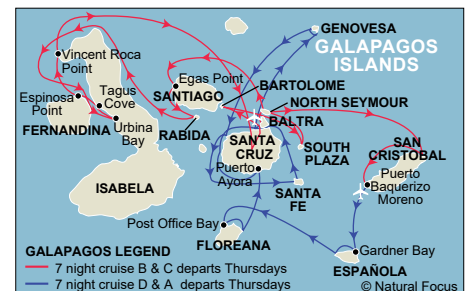 GENOVESA
GALAPAGOS
ISLANDS
Vincent Roca
Point
Egas Point
SANTIAGO
BARTOLOME
NORTH SEYMOUR
BALTRA
Espinosa
Point
Tagus
Cove
FERNANDINA
Urbina
Bay
RABIDA
SANTA
CRUZ
SOUTH
PLAZA
SAN
CRISTOBAL
Puerto
Ayora
Puerto
Baquerizo
Moreno
ISABELA
SANTA
FE
Post Office Bay
FLOREANA
Gardner Bay
ESPAÑOLA
GALAPAGOS LEGEND
7 night cruise B & C departs Thursdays
7 night cruise D & A departs Thursdays
© Natural Focus